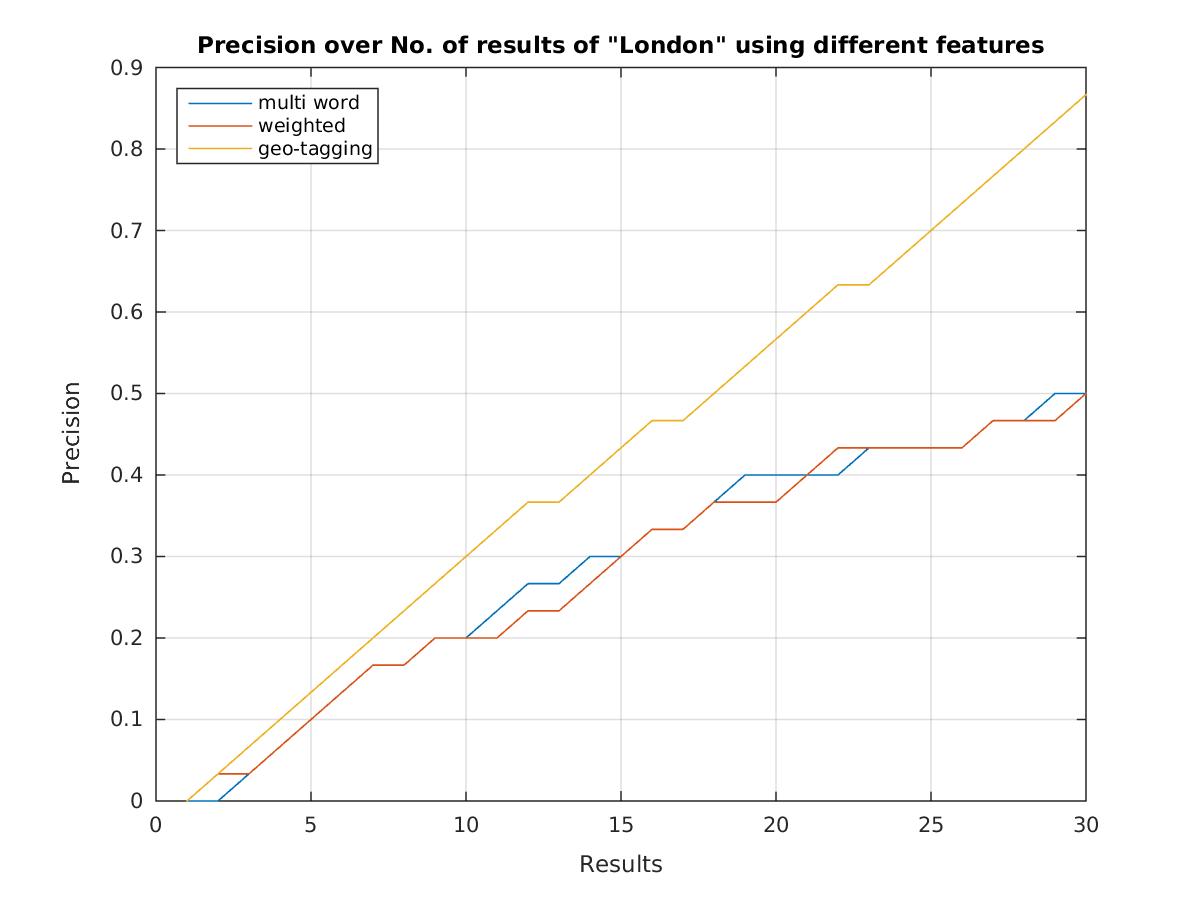 Precision over No. of results of "London" using different features
multi word
weighted
geo-tagging
Precision
0.9
0.8
0.7
0.6
0.5
0.4
0.3
0.2
0.1
0
0 5 10 15 20 25 30
Results